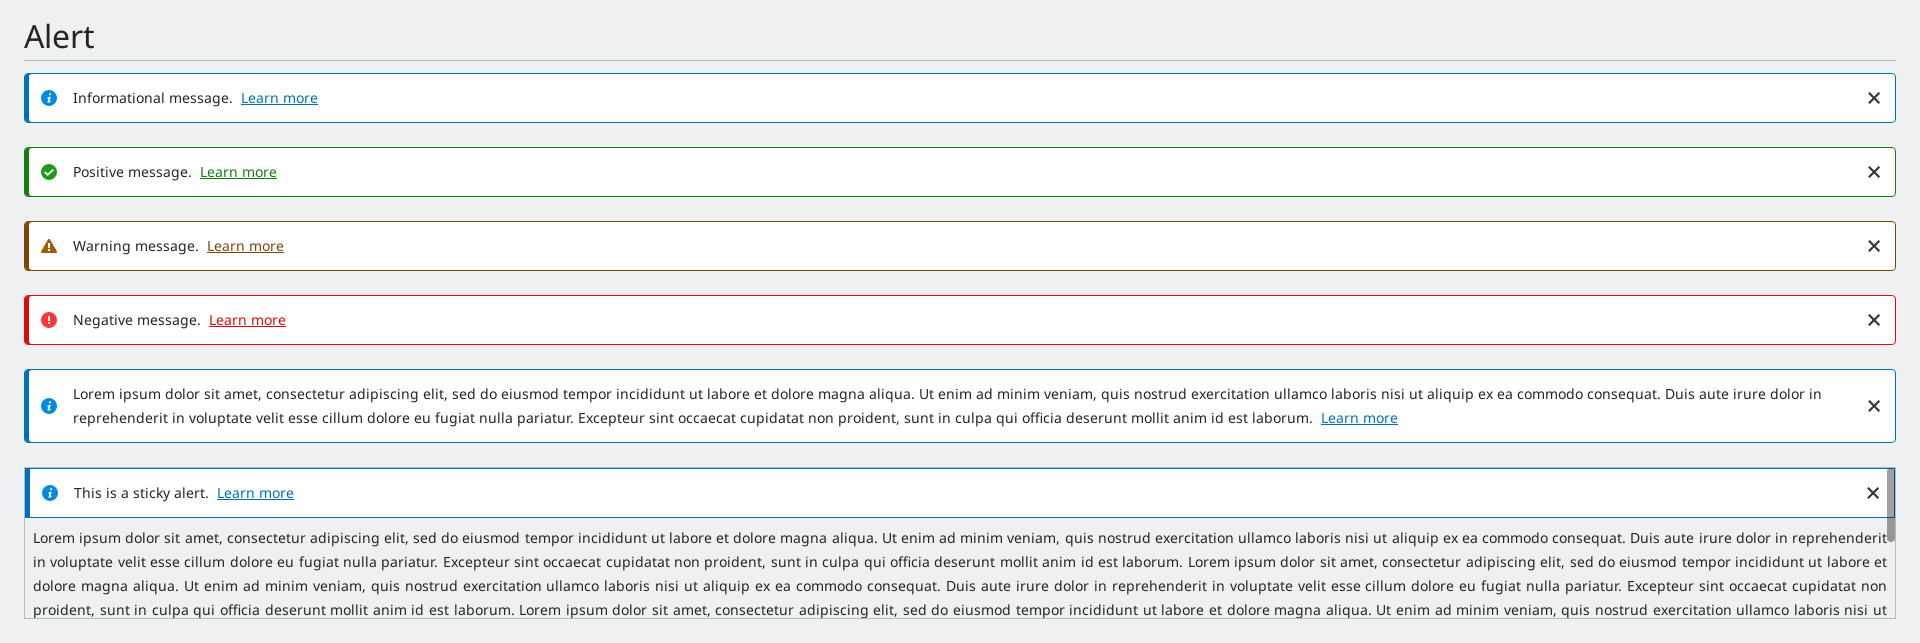 Alert
Informational message. Learn more
Positive message. Learn more
Warning message. Learn more
Negative message. Learn more
Lorem ipsum dolor sit amet, consectetur adipiscing elit, sed do eiusmod tempor incididunt ut labore et dolore magna aliqua. Ut enim ad minim veniam, quis nostrud exercitation ullamco laboris nisi ut aliquip ex ea commodo consequat. Duis aute irure dolor in
reprehenderit in voluptate velit esse cillum dolore eu fugiat nulla pariatur. Excepteur sint occaecat cupidatat non proident, sunt in culpa qui officia deserunt mollit anim id est laborum. Learn more
This is a sticky alert. Learn more
Lorem ipsum dolor sit amet, consectetur adipiscing elit, sed do eiusmod tempor incididunt ut labore et dolore magna aliqua. Ut enim ad minim veniam, quis nostrud exercitation ullamco laboris nisi ut aliquip ex ea commodo consequat. Duis aute irure dolor in reprehenderit
in voluptate velit esse cillum dolore eu fugiat nulla pariatur. Excepteur sint occaecat cupidatat non proident, sunt in culpa qui officia deserunt mollit anim id est laborum. Lorem ipsum dolor sit amet, consectetur adipiscing elit, sed do eiusmod tempor incididunt ut labore et
dolore magna aliqua. Ut enim ad minim veniam, quis nostrud exercitation ullamco laboris nisi ut aliquip ex ea commodo consequat. Duis aute irure dolor in reprehenderit in voluptate velit esse cillum dolore eu fugiat nulla pariatur. Excepteur sint occaecat cupidatat non
proident, sunt in culpa qui officia deserunt mollit anim id est laborum. Lorem ipsum dolor sit amet, consectetur adipiscing elit, sed do eiusmod tempor incididunt ut labore et dolore magna aliqua. Ut enim ad minim veniam, quis nostrud exercitation ullamco laboris nisi ut